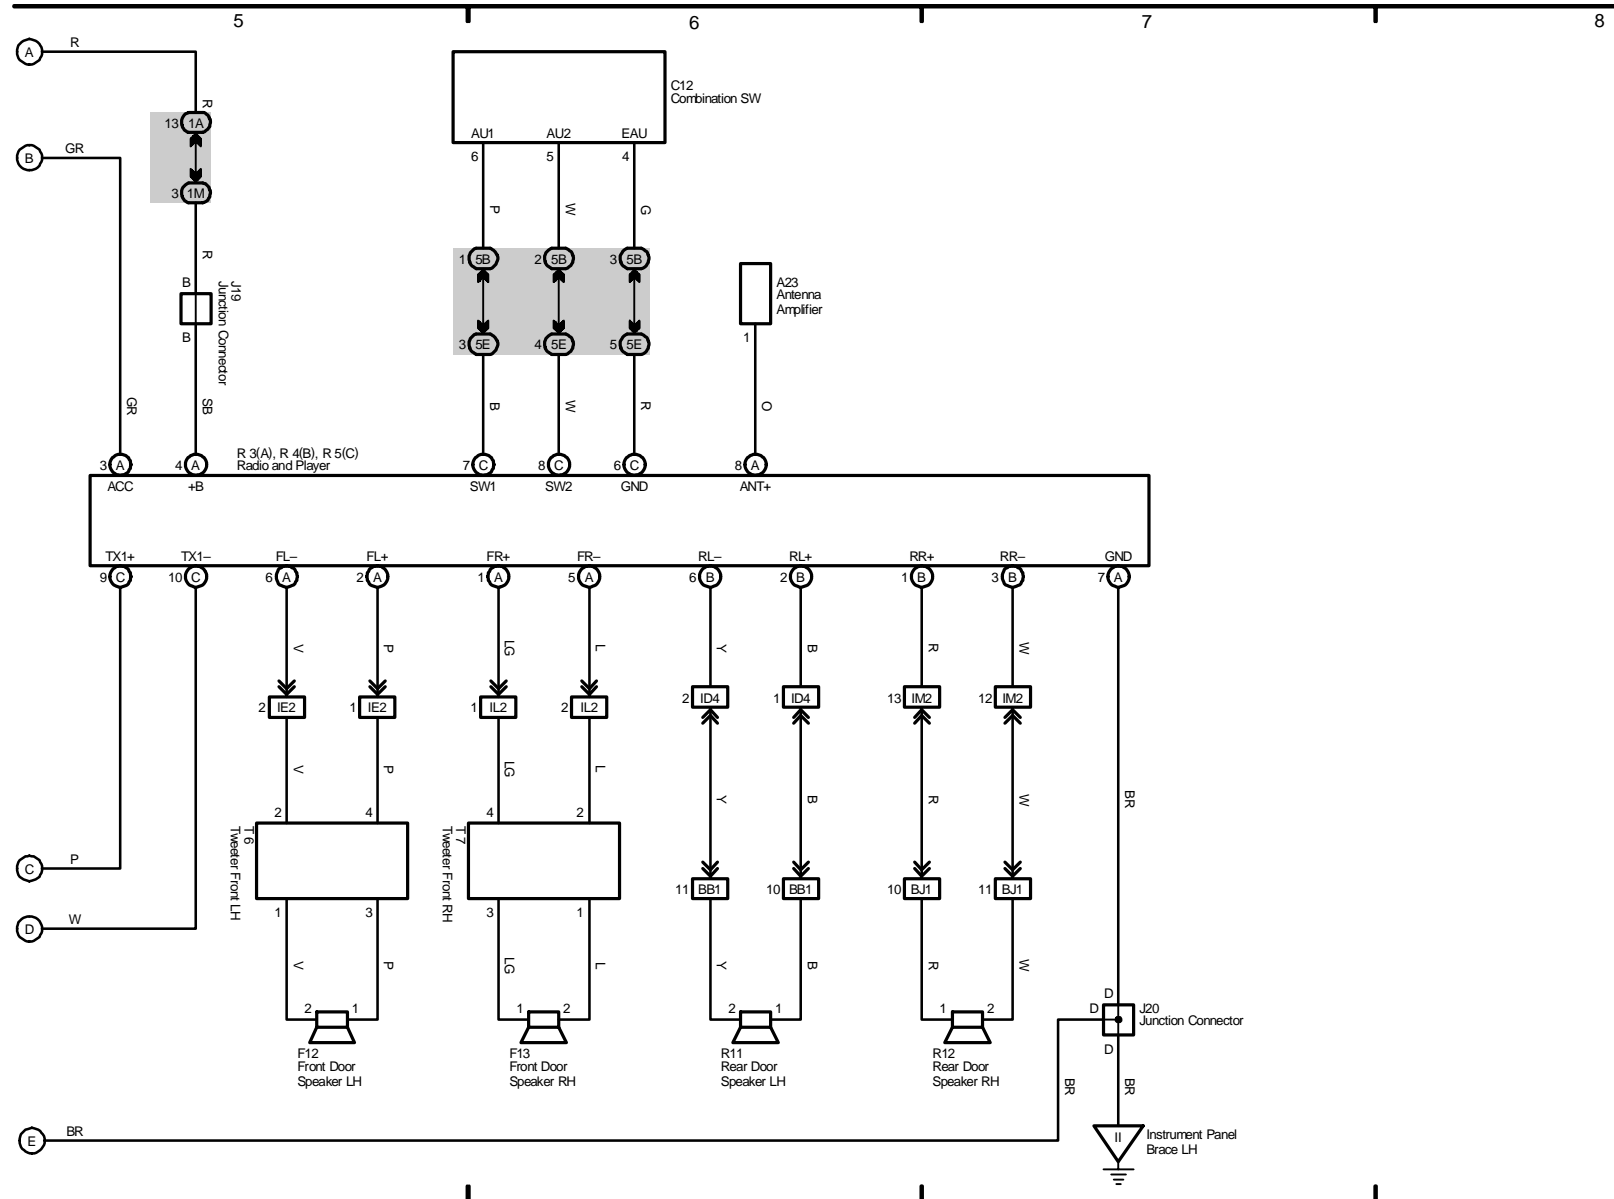 5 6 7 8
A R
R
13 1A
B GR
3 1M
R
B
J19
Junction Connector
B
GR
SB
C12
Combination SW
AU1 AU2 EAU
6 5 4
P W G
1 5B 2 5B 3 5B
3 5E 4 5E 5 5E
B W R
A23
Antenna
Amplifier
1
O
R 3(A), R 4(B), R 5(C)
Radio and Player
3 A 4 A 7 C 8 C 6 C 8 A
ACC +B SW1 SW2 GND ANT+
TX1+ TX1– FL– FL+ FR+ FR– RL– RL+ RR+ RR– GND
9 C 10 C 6 A 2 A 1 A 5 A 6 B 2 B 1 B 3 B 7 A
V P LG L Y B R W
2 ID4 1 ID4 13 IM2 12 IM2
2 IE2 1 IE2 1 IL2 2 IL2
V P LG L Y B R W BR
2 4 4 2
T 6
Tweeter Front LH
T 7
Tweeter Front RH
C P
11 BB1 10 BB1 10 BJ1 11 BJ1
1 3 3 1
D W
V P LG L Y B R W
2 1 1 2 2 1 1 2
F12
Front Door
Speaker LH
F13
Front Door
Speaker RH
R11
Rear Door
Speaker LH
R12
Rear Door
Speaker RH
D
D
J20
Junction Connector
D
BR BR
E BR
II
Instrument Panel
Brace LH